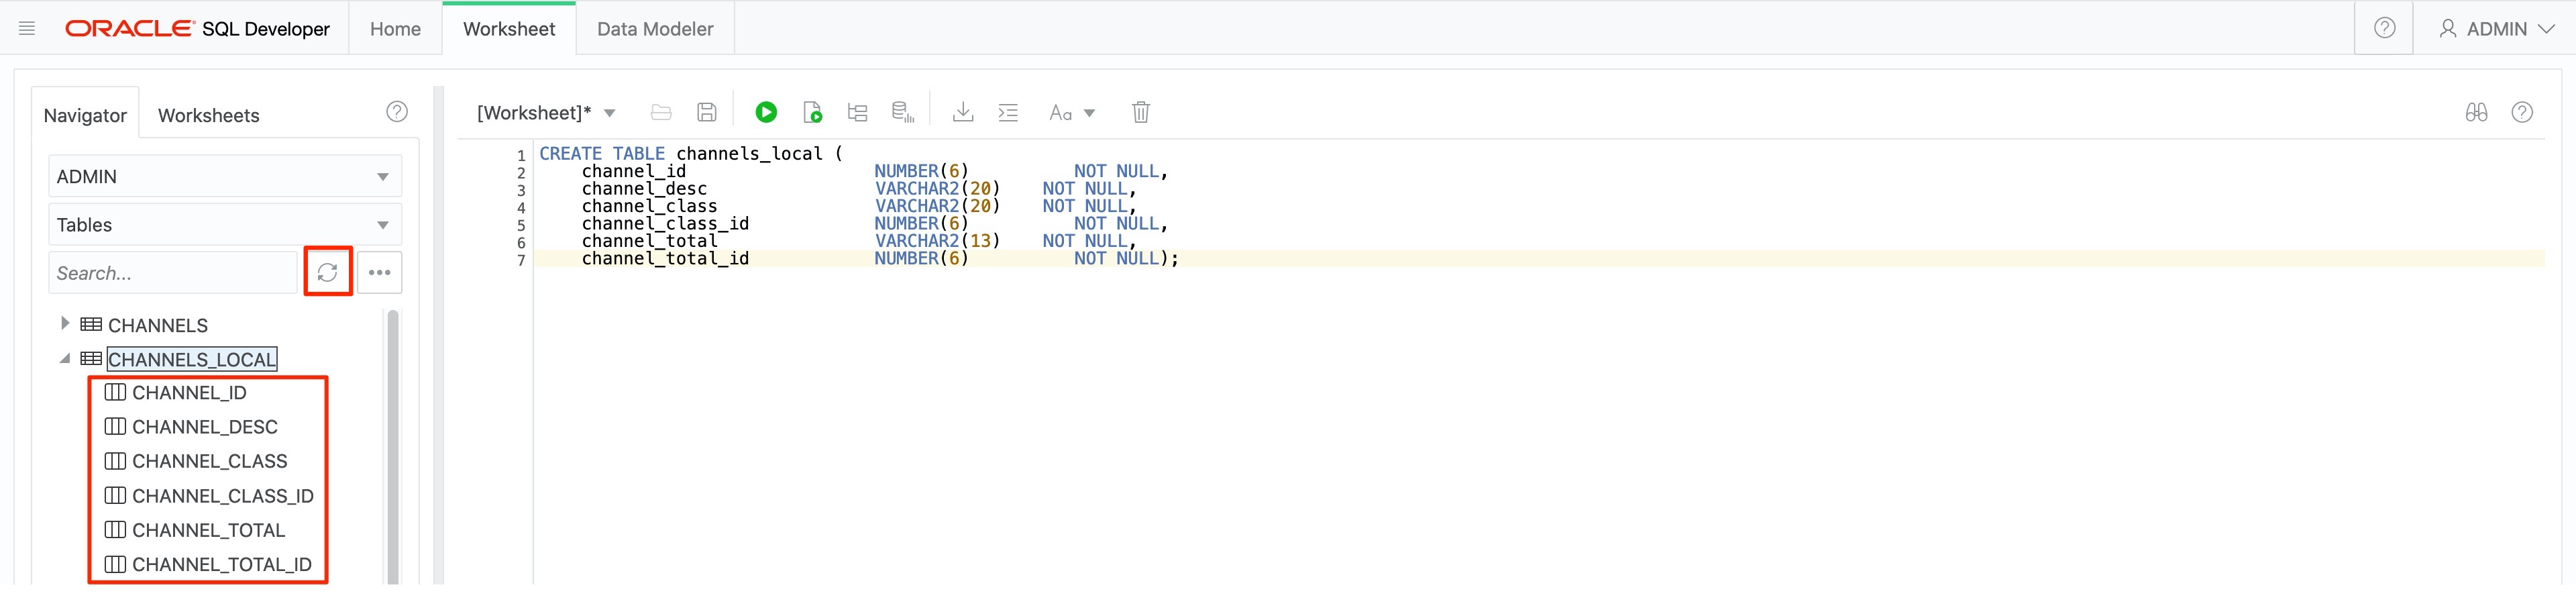 ORACLE SQL Developer
Home
Worksheet
Data Modeler
ADMIN
Navigator
Worksheets
ADMIN
Tables
Search...
CHANNELS
CHANNELS_LOCAL
CHANNEL_ID
CHANNEL_DESC
CHANNEL_CLASS
CHANNEL_CLASS_ID
CHANNEL_TOTAL
CHANNEL_TOTAL_ID
[Worksheet]*
Aa
1 CREATE TABLE channels_local (
2 channel_id NUMBER(6) NOT NULL,
3 channel_desc VARCHAR2(20) NOT NULL,
4 channel_class VARCHAR2(20) NOT NULL,
5 channel_class_id NUMBER(6) NOT NULL,
6 channel_total VARCHAR2(13) NOT NULL,
7 channel_total_id NUMBER(6) NOT NULL);